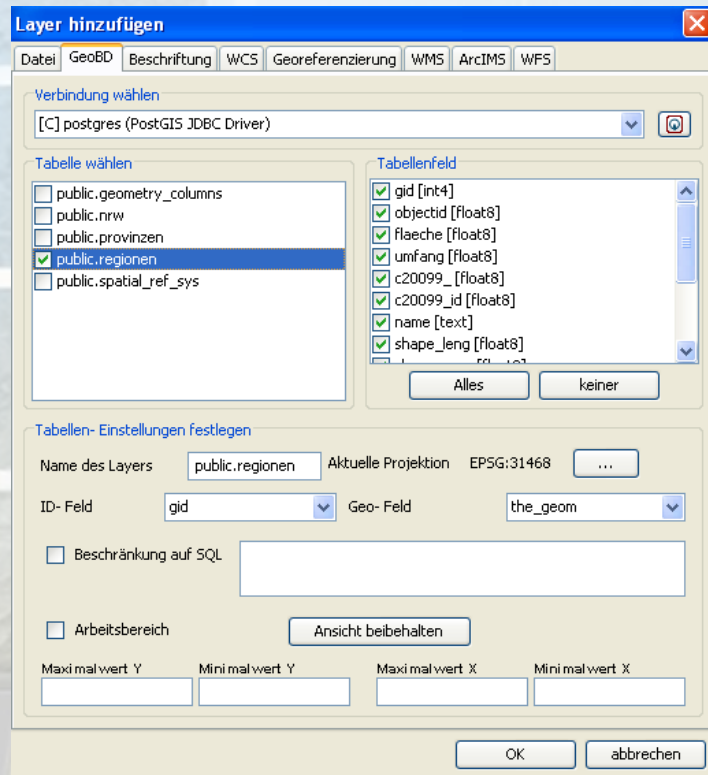 Layer hinzufügen
Datei GeoBD Beschriftung WCS Georeferenzierung WMS ArcIMS WFS
Verbindung wählen
[C] postgres (PostGIS JDBC Driver)
Tabelle wählen
public.geometry_columns
public.nrw
public.provinzen
public.regionen
public.spatial_ref_sys
Tabellenfeld
gid [int4]
objectid [float8]
flaeche [float8]
umfang [float8]
c20099_ [float8]
c20099_id [float8]
name [text]
shape_leng [float8]
Alles keiner
Tabellen- Einstellungen festlegen
Name des Layers public.regionen Aktuelle Projektion EPSG:31468 ...
ID- Feld gid Geo- Feld the_geom
Beschränkung auf SQL
Arbeitsbereich Ansicht beibehalten
Maximalwert Y Minimalwert Y Maximalwert X Minimalwert X
OK abbrechen